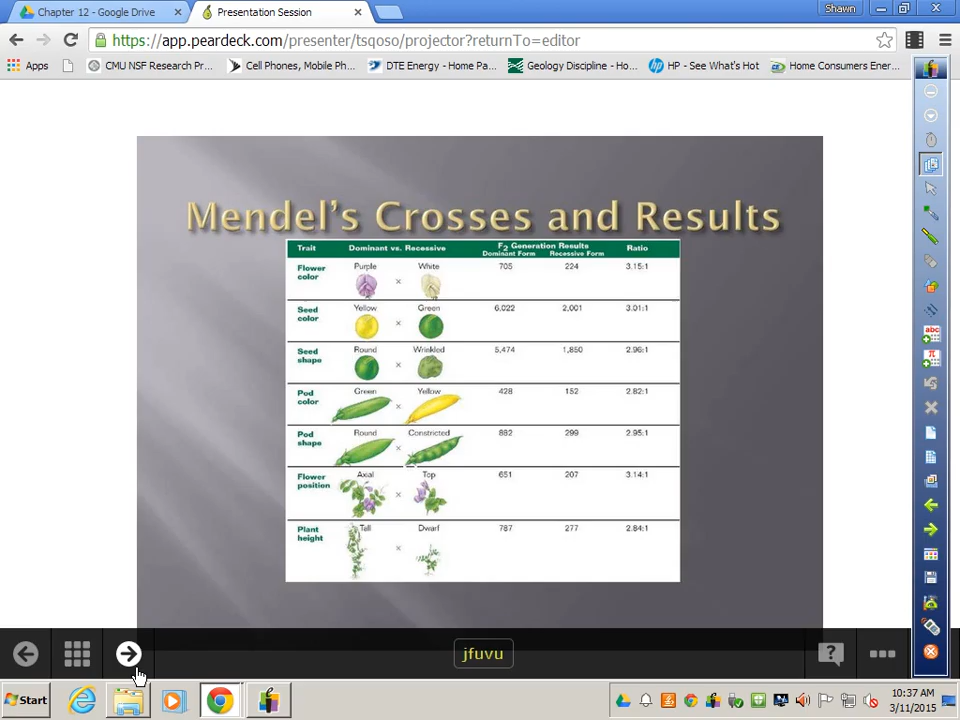 Chapter 12 - Google Drive
Presentation Session
Shawn
https://app.peardeck.com/presenter/tsqoso/projector?returnTo=editor
Apps
CMU NSF Research Pr...
Cell Phones, Mobile Ph...
DTE Energy - Home Pa...
Geology Discipline - Ho...
HP - See What's Hot
Home Consumers Ener...
Mendel's Crosses and Results
Trait Dominant vs. Recessive F2 Generation Results Ratio
Dominant Form Recessive Form
Flower color Purple × White 705 224 3.15:1
Seed color Yellow × Green 6,022 2,001 3.01:1
Seed shape Round × Wrinkled 5,474 1,850 2.96:1
Pod color Green × Yellow 428 152 2.82:1
Pod shape Round × Constricted 882 299 2.95:1
Flower position Axial × Top 651 207 3.14:1
Plant height Tall × Dwarf 787 277 2.84:1
abc
π
jfuvu
?
Start
10:37 AM
3/11/2015